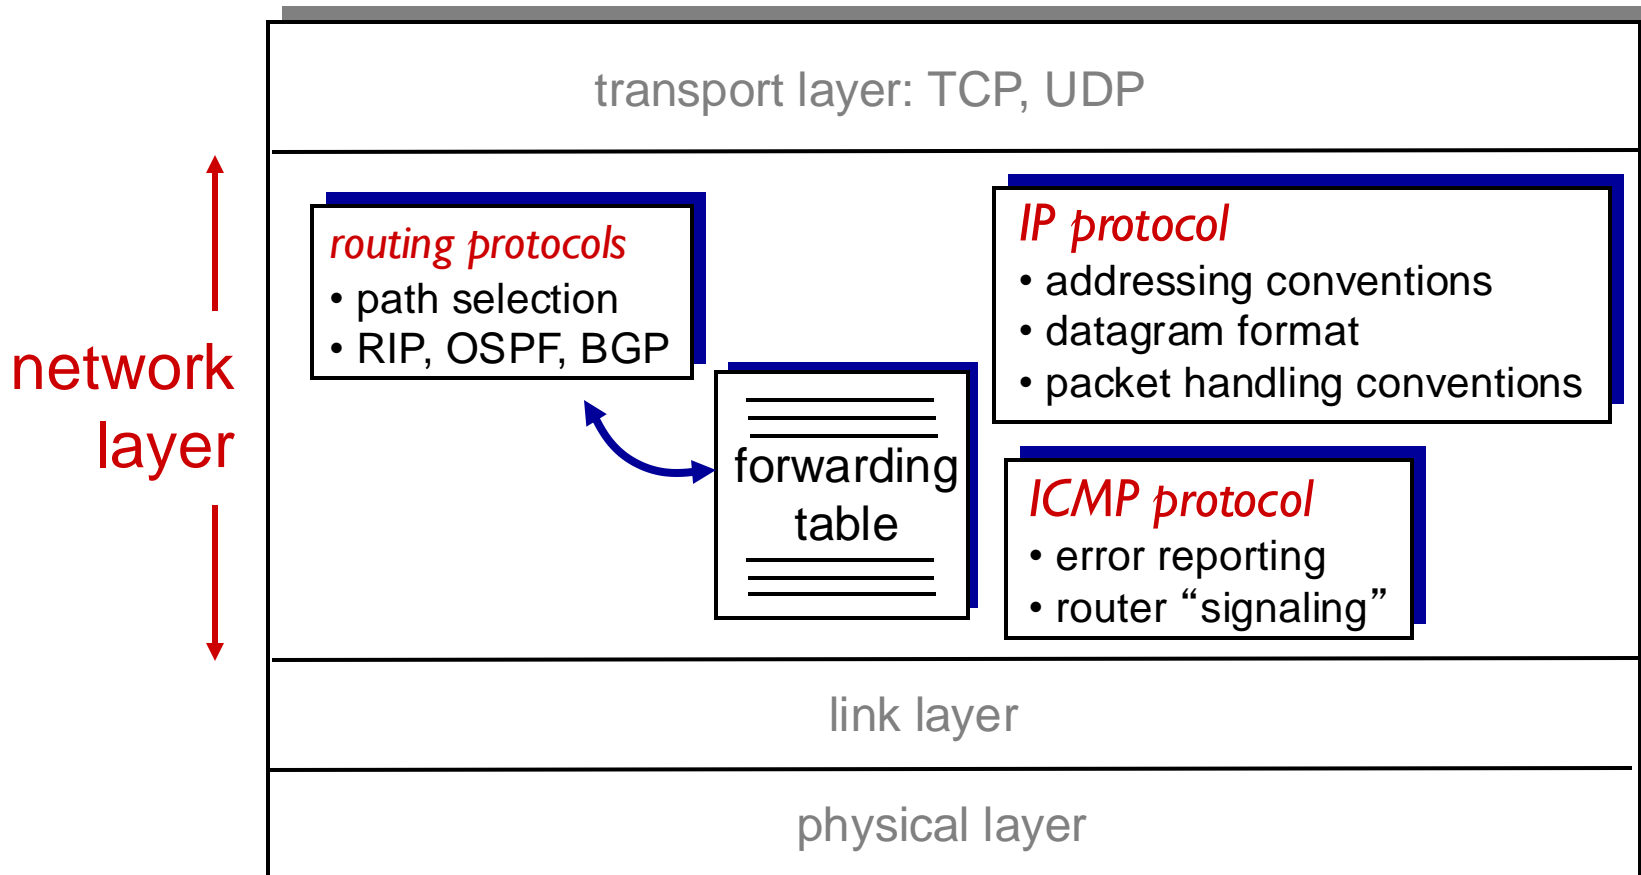 transport layer: TCP, UDP
network
layer
routing protocols
• path selection
• RIP, OSPF, BGP
forwarding
table
IP protocol
• addressing conventions
• datagram format
• packet handling conventions
ICMP protocol
• error reporting
• router “signaling”
link layer
physical layer